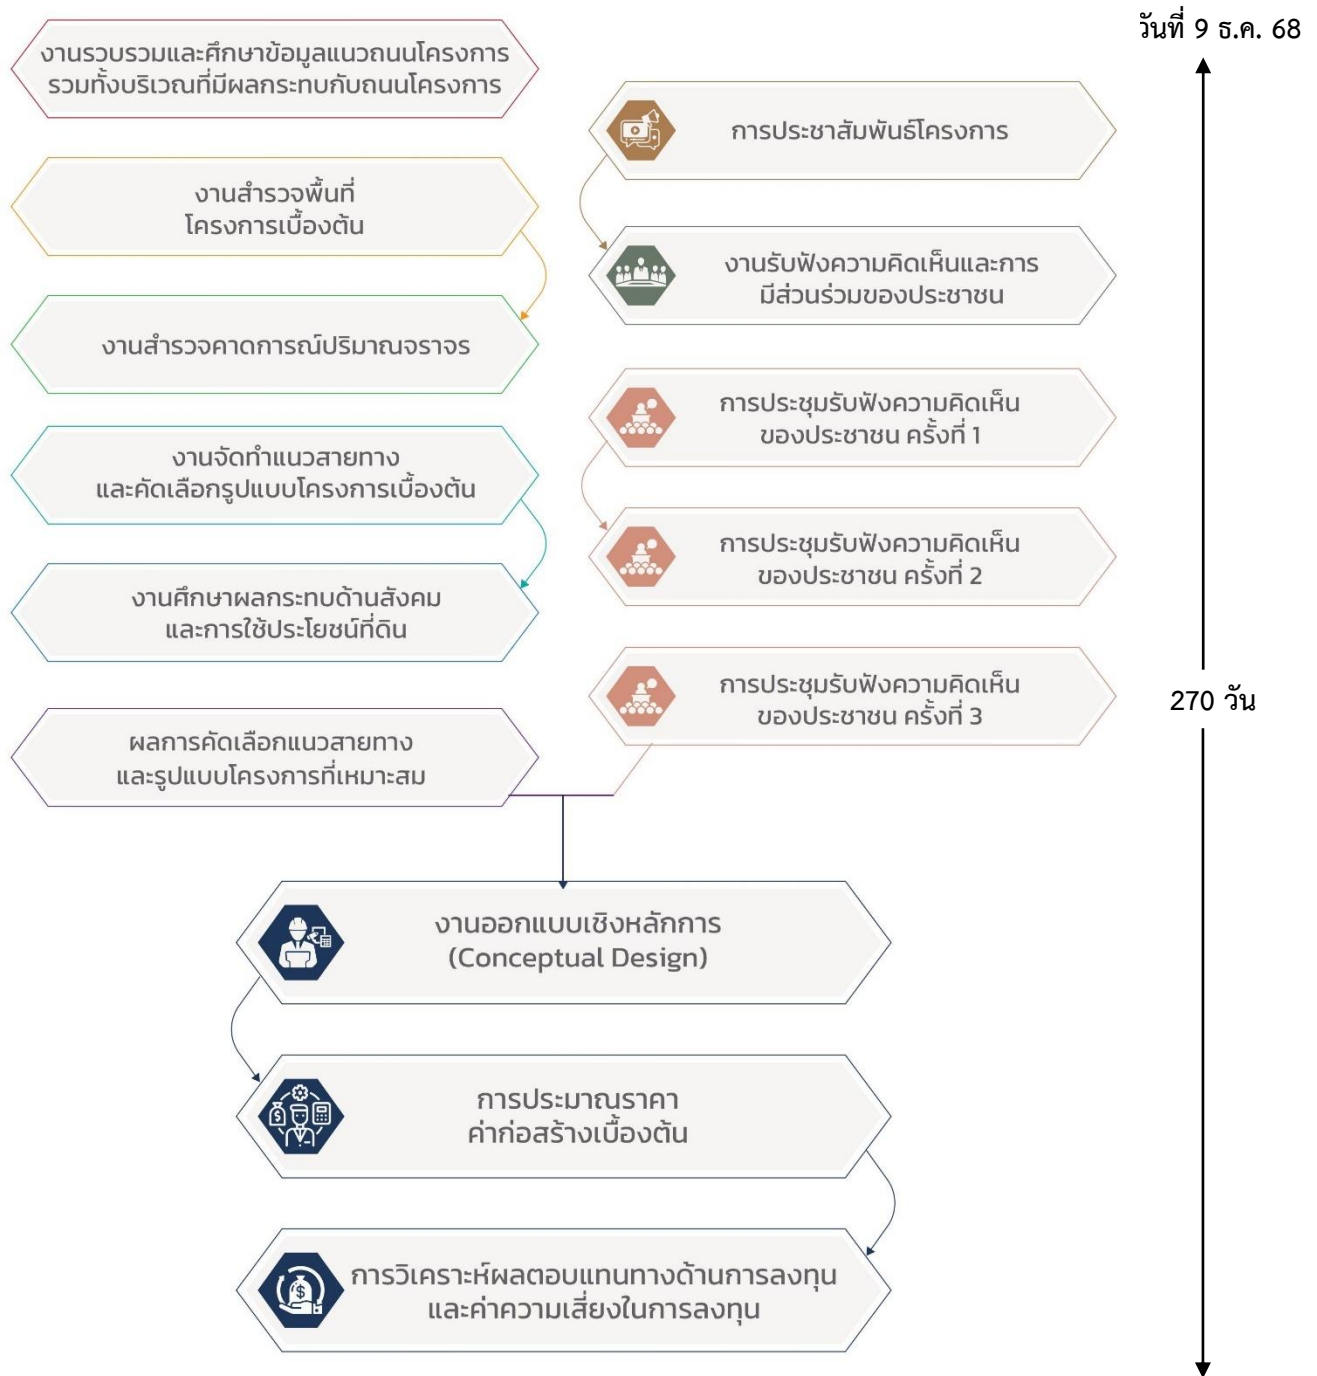 วันที่ 9 ธ.ค. 68
งานรวบรวมและศึกษาข้อมูลแนวถนนโครงการ
รวมทั้งบริเวณที่มีผลกระทบกับถนนโครงการ
งานสำรวจพื้นที่
โครงการเบื้องต้น
งานสำรวจคาดการณ์ปริมาณจราจร
งานจัดทำแนวสายทาง
และคัดเลือกรูปแบบโครงการเบื้องต้น
งานศึกษาผลกระทบด้านสังคม
และการใช้ประโยชน์ที่ดิน
ผลการคัดเลือกแนวสายทาง
และรูปแบบโครงการที่เหมาะสม
การประชาสัมพันธ์โครงการ
งานรับฟังความคิดเห็นและการ
มีส่วนร่วมของประชาชน
การประชุมรับฟังความคิดเห็น
ของประชาชน ครั้งที่ 1
การประชุมรับฟังความคิดเห็น
ของประชาชน ครั้งที่ 2
การประชุมรับฟังความคิดเห็น
ของประชาชน ครั้งที่ 3
270 วัน
งานออกแบบเชิงหลักการ
(Conceptual Design)
การประมาณราคา
ค่าก่อสร้างเบื้องต้น
การวิเคราะห์ผลตอบแทนทางด้านการลงทุน
และค่าความเสี่ยงในการลงทุน